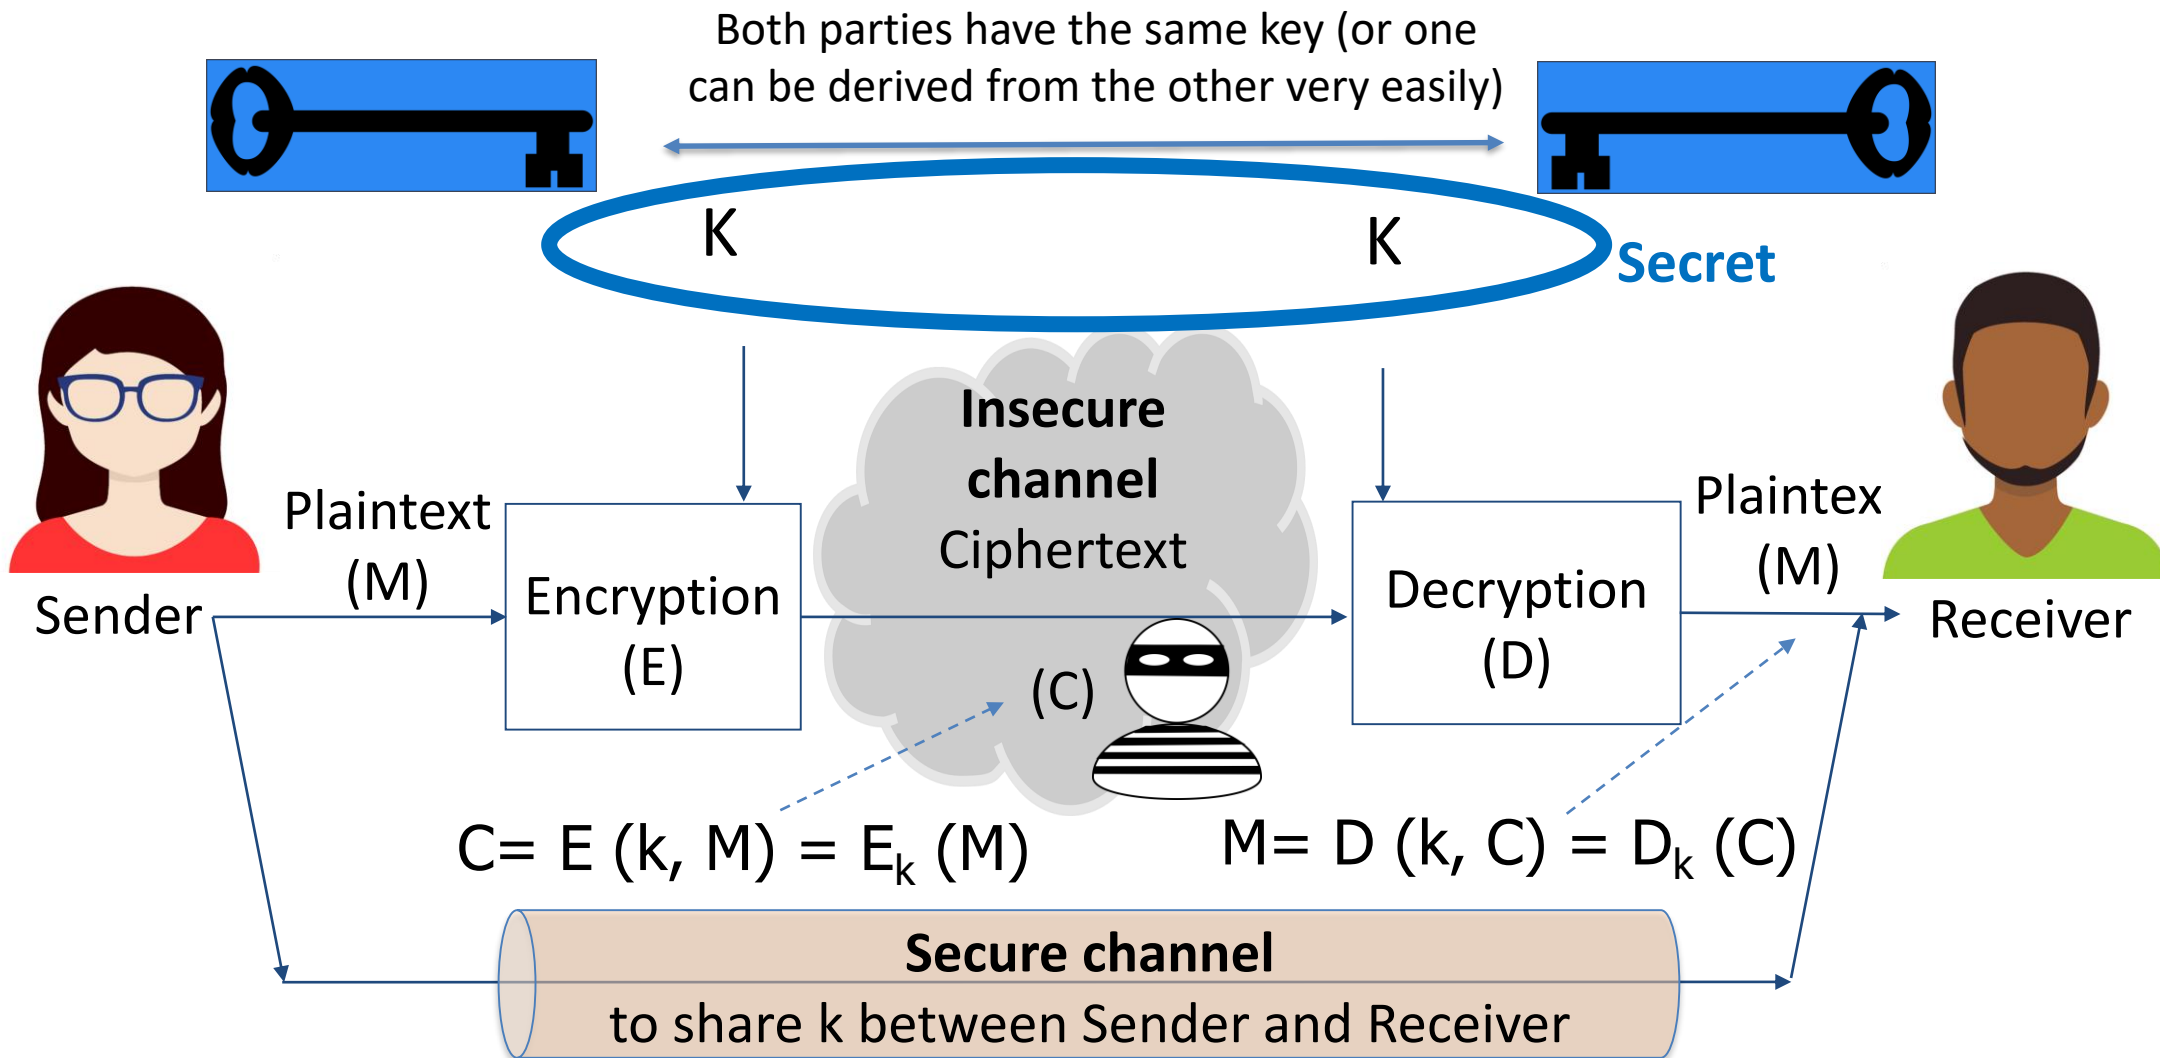 Both parties have the same key (or one
can be derived from the other very easily)
K
K
Secret
Insecure
channel
Ciphertext
Plaintext
(M)
Plaintex
(M)
Sender
Encryption
(E)
Decryption
(D)
Receiver
(C)
C= E (k, M) = Eₖ (M)
M= D (k, C) = Dₖ (C)
Secure channel
to share k between Sender and Receiver